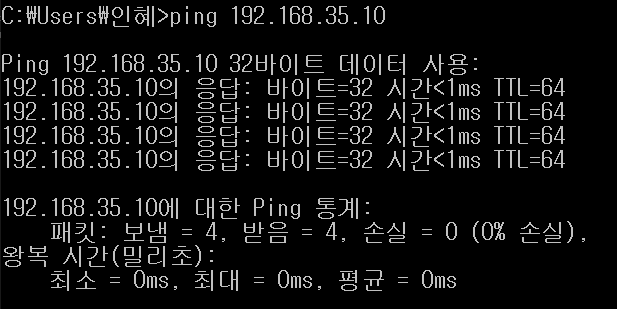 C:₩Users₩인혜>ping 192.168.35.10
Ping 192.168.35.10 32바이트 데이터 사용:
192.168.35.10의 응답: 바이트=32 시간<1ms TTL=64
192.168.35.10의 응답: 바이트=32 시간<1ms TTL=64
192.168.35.10의 응답: 바이트=32 시간<1ms TTL=64
192.168.35.10의 응답: 바이트=32 시간<1ms TTL=64
192.168.35.10에 대한 Ping 통계:
패킷: 보냄 = 4, 받음 = 4, 손실 = 0 (0% 손실),
왕복 시간(밀리초):
최소 = 0ms, 최대 = 0ms, 평균 = 0ms